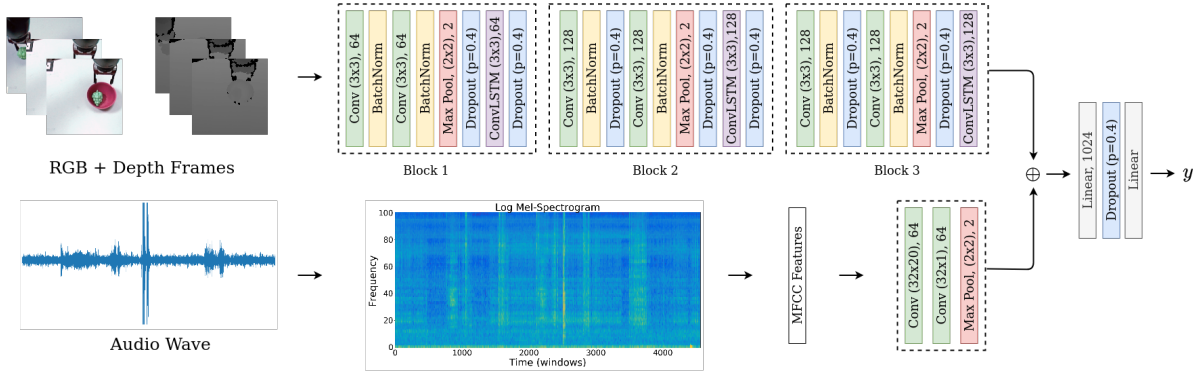 Conv (3x3), 64
BatchNorm
Conv (3x3), 64
BatchNorm
Max Pool, (2x2), 2
Dropout (p=0.4)
ConvLSTM (3x3),64
Dropout (p=0.4)
Block 1
Conv (3x3), 128
BatchNorm
Dropout (p=0.4)
Conv (3x3), 128
BatchNorm
Max Pool, (2x2), 2
Dropout (p=0.4)
ConvLSTM (3x3),128
Dropout (p=0.4)
Block 2
Conv (3x3), 128
BatchNorm
Dropout (p=0.4)
Conv (3x3), 128
BatchNorm
Max Pool, (2x2), 2
Dropout (p=0.4)
ConvLSTM (3x3),128
Block 3
RGB + Depth Frames
⊕
Linear, 1024
Dropout (p=0.4)
Linear
y
Audio Wave
Log Mel-Spectrogram
Frequency
100
80
60
40
20
0
0 1000 2000 3000 4000
Time (windows)
MFCC Features
Conv (32x20), 64
Conv (32x1), 64
Max Pool, (2x2), 2